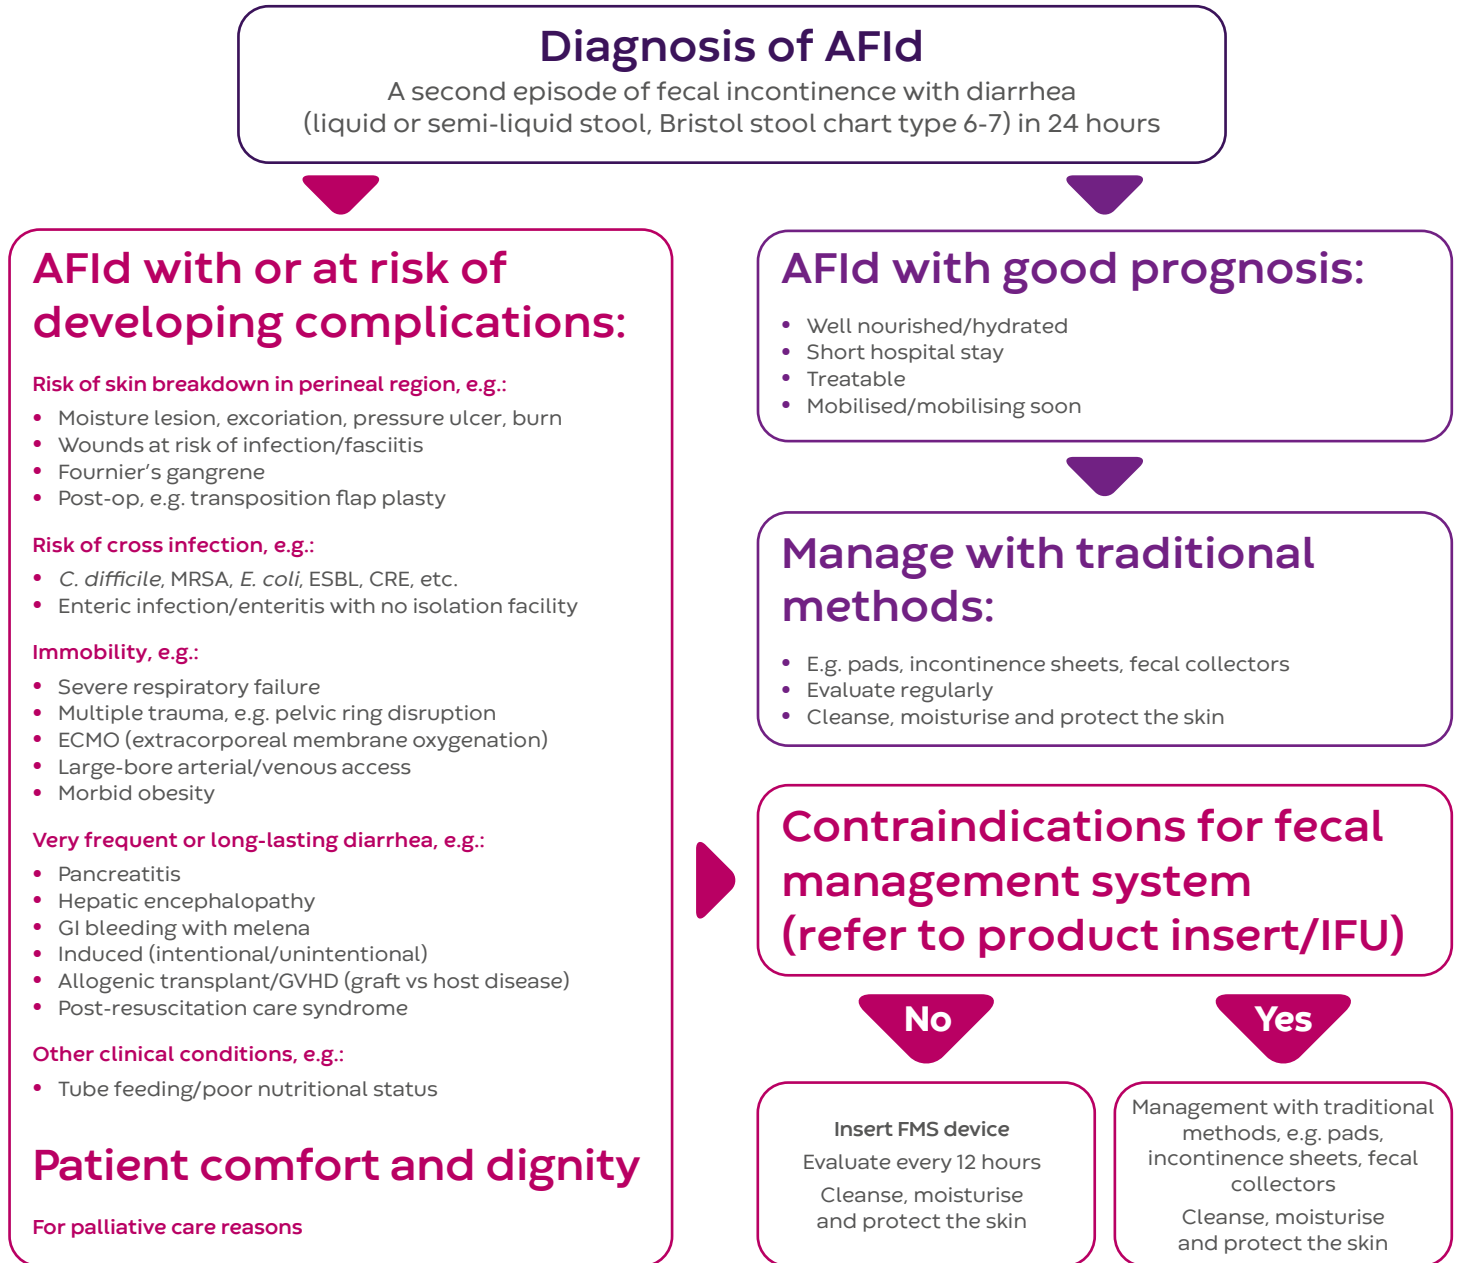 Diagnosis of AFId
A second episode of fecal incontinence with diarrhea
(liquid or semi-liquid stool, Bristol stool chart type 6-7) in 24 hours
AFId with or at risk of
developing complications:
Risk of skin breakdown in perineal region, e.g.:
• Moisture lesion, excoriation, pressure ulcer, burn
• Wounds at risk of infection/fasciitis
• Fournier's gangrene
• Post-op, e.g. transposition flap plasty
Risk of cross infection, e.g.:
• C. difficile, MRSA, E. coli, ESBL, CRE, etc.
• Enteric infection/enteritis with no isolation facility
Immobility, e.g.:
• Severe respiratory failure
• Multiple trauma, e.g. pelvic ring disruption
• ECMO (extracorporeal membrane oxygenation)
• Large-bore arterial/venous access
• Morbid obesity
Very frequent or long-lasting diarrhea, e.g.:
• Pancreatitis
• Hepatic encephalopathy
• GI bleeding with melena
• Induced (intentional/unintentional)
• Allogenic transplant/GVHD (graft vs host disease)
• Post-resuscitation care syndrome
Other clinical conditions, e.g.:
• Tube feeding/poor nutritional status
Patient comfort and dignity
For palliative care reasons
AFId with good prognosis:
• Well nourished/hydrated
• Short hospital stay
• Treatable
• Mobilised/mobilising soon
Manage with traditional
methods:
• E.g. pads, incontinence sheets, fecal collectors
• Evaluate regularly
• Cleanse, moisturise and protect the skin
Contraindications for fecal
management system
(refer to product insert/IFU)
No
Insert FMS device
Evaluate every 12 hours
Cleanse, moisturise
and protect the skin
Yes
Management with traditional
methods, e.g. pads,
incontinence sheets, fecal
collectors
Cleanse, moisturise
and protect the skin